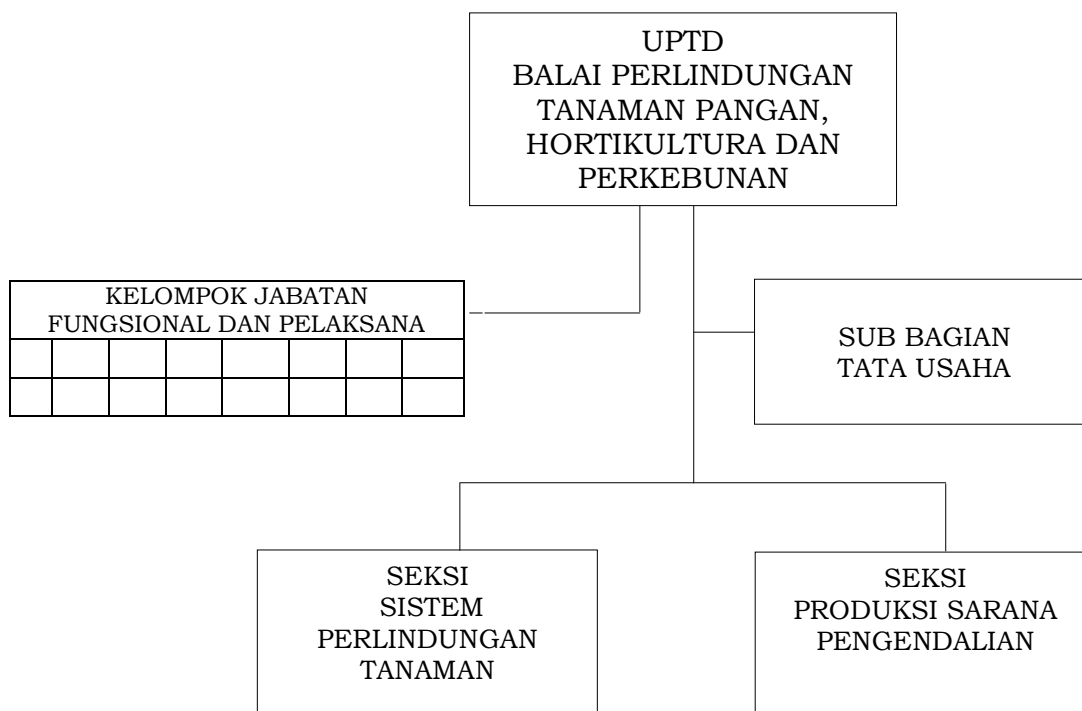 UPTD
BALAI PERLINDUNGAN
TANAMAN PANGAN,
HORTIKULTURA DAN
PERKEBUNAN
KELOMPOK JABATAN
FUNGSIONAL DAN PELAKSANA
SUB BAGIAN
TATA USAHA
SEKSI
SISTEM
PERLINDUNGAN
TANAMAN
SEKSI
PRODUKSI SARANA
PENGENDALIAN